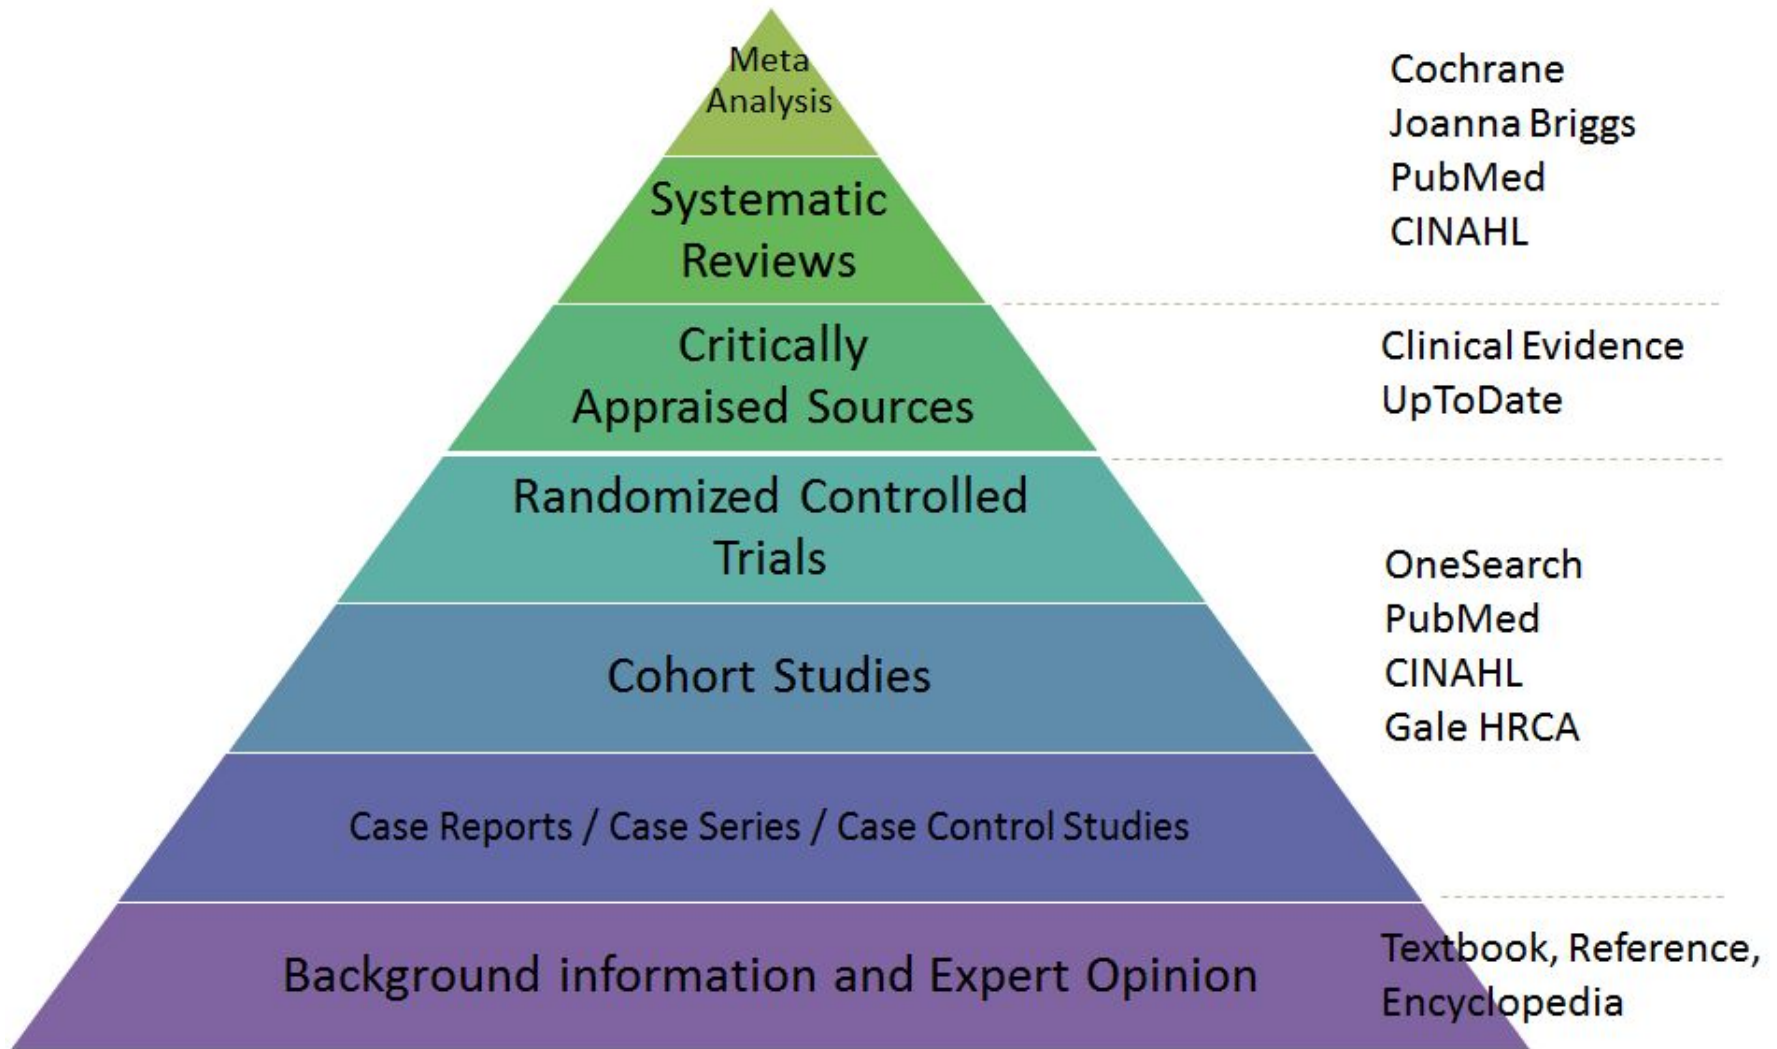 Meta
Analysis
Systematic
Reviews
Critically
Appraised Sources
Randomized Controlled
Trials
Cohort Studies
Case Reports / Case Series / Case Control Studies
Background information and Expert Opinion
Cochrane
Joanna Briggs
PubMed
CINAHL
Clinical Evidence
UpToDate
OneSearch
PubMed
CINAHL
Gale HRCA
Textbook, Reference,
Encyclopedia